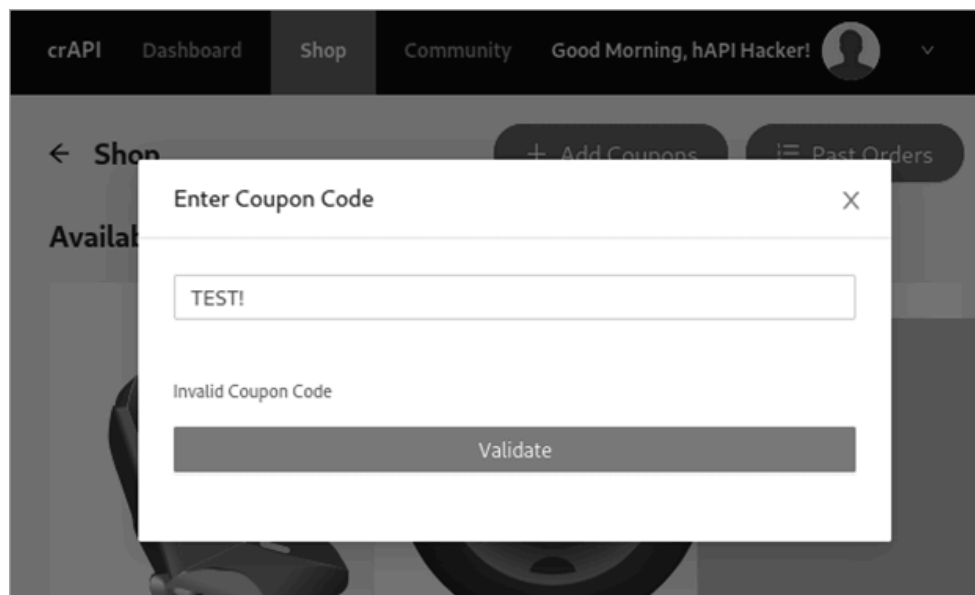 crAPI Dashboard Shop Community Good Morning, hAPI Hacker!
← Shop + Add Coupons Past Orders
Enter Coupon Code X
Availab
TEST!
Invalid Coupon Code
Validate